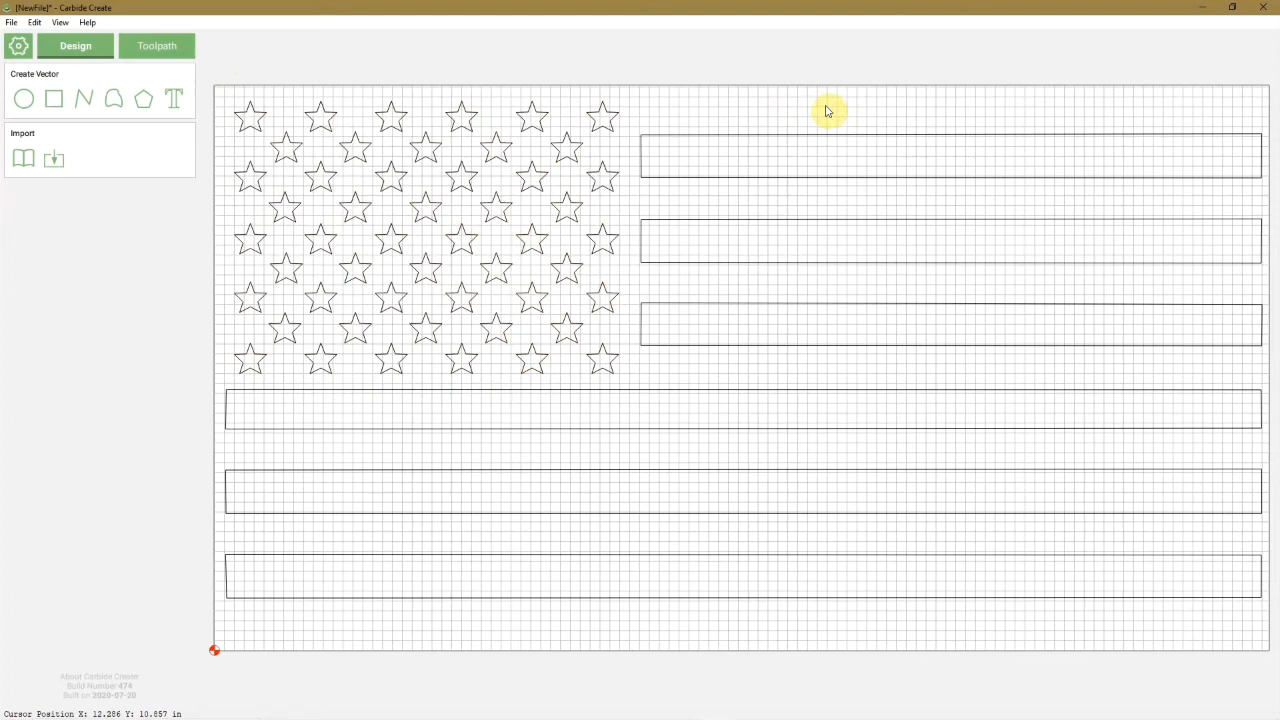 [NewFile]* - Carbide Create
File Edit View Help
Design Toolpath
Create Vector
Import
About Carbide Create
Build Number 474
Built on 2020-07-20
Cursor Position X: 12.286 Y: 10.857 in